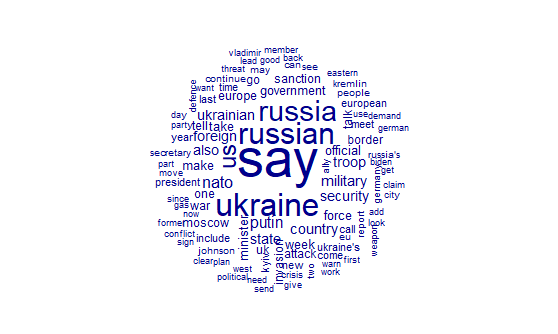 vladimir member
lead good back
threat may can see eastern
continue go sanction kremlin
want time government people
defence last europe european
day ukrainian russia talk use demand
party tell take meet german
year foreign russian border
secretary also us say official ally russia's
part make troop biden get
move president nato military germany claim
since one security city
gas war ukraine
now moscow putin force report add
former country call look
conflict include minister state week eu ukraine's weapon
sign johnson uk attack come first
clear plan kyiv invasion new warn
west crisis two work
political need give
send